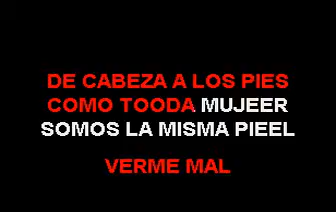 DE CABEZA A LOS PIES
COMO TOODA MUJEER
SOMOS LA MISMA PIEEL
VERME MAL